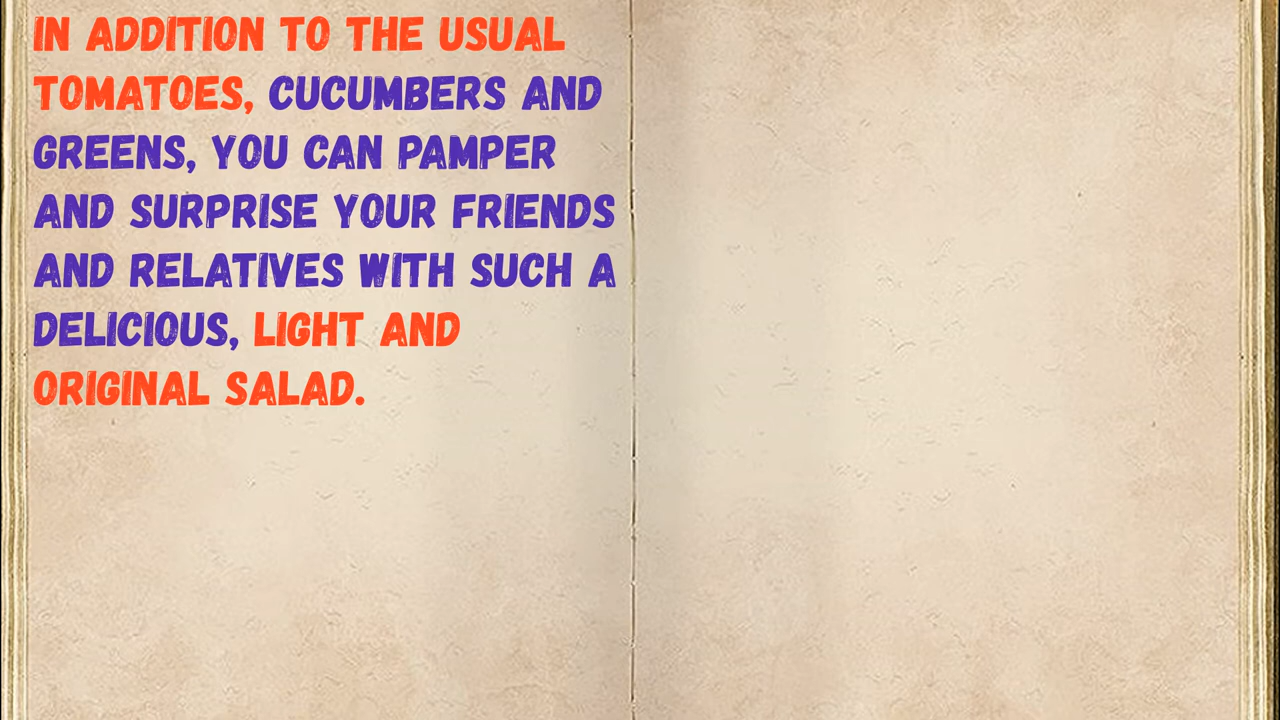 IN ADDITION TO THE USUAL
TOMATOES, CUCUMBERS AND
GREENS, YOU CAN PAMPER
AND SURPRISE YOUR FRIENDS
AND RELATIVES WITH SUCH A
DELICIOUS, LIGHT AND
ORIGINAL SALAD.